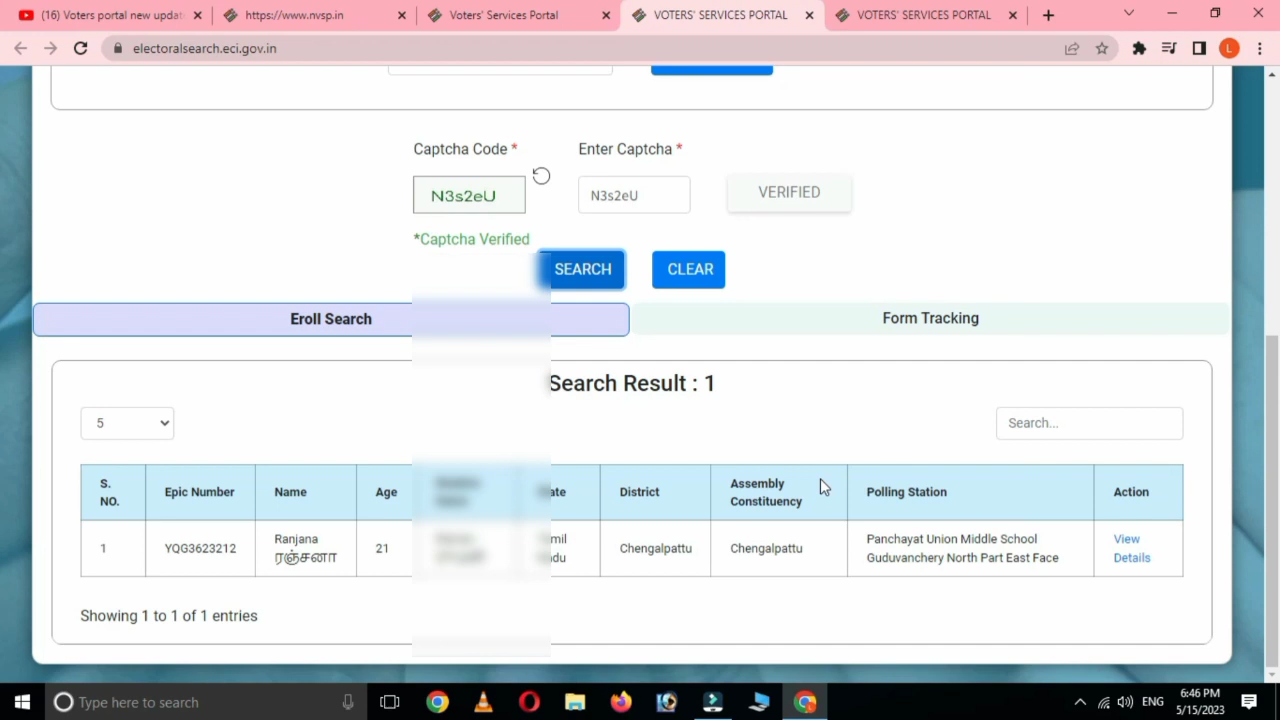 (16) Voters portal new updat
https://www.nvsp.in
Voters' Services Portal
VOTERS' SERVICES PORTAL
VOTERS' SERVICES PORTAL
electoralsearch.eci.gov.in
L
Captcha Code *
Enter Captcha *
N3s2eU
N3s2eU
VERIFIED
*Captcha Verified
SEARCH
CLEAR
Eroll Search
Form Tracking
Search Result : 1
5
Search...
S. NO.
Epic Number
Name
Age
District
Assembly Constituency
Polling Station
Action
1
YQG3623212
Ranjana
ரஞ்சனா
21
Chengalpattu
Chengalpattu
Panchayat Union Middle School
Guduvanchery North Part East Face
View
Details
Showing 1 to 1 of 1 entries
Type here to search
ENG
6:46 PM
5/15/2023